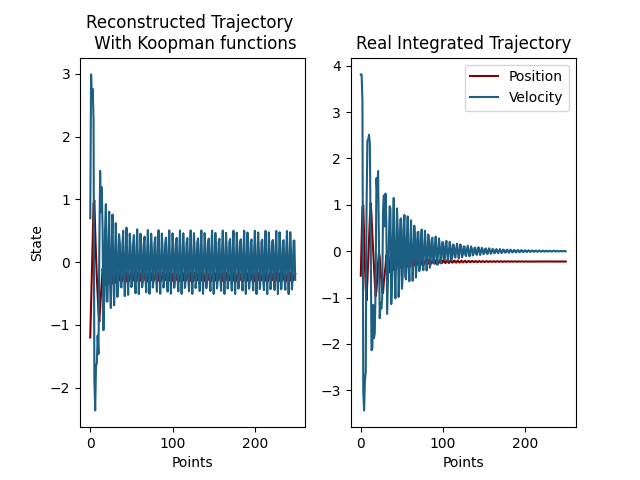 Reconstructed Trajectory
With Koopman functions
3
2
1
0
−1
−2
State
0
100
200
Points
Real Integrated Trajectory
Position
Velocity
4
3
2
1
0
−1
−2
−3
0
100
200
Points